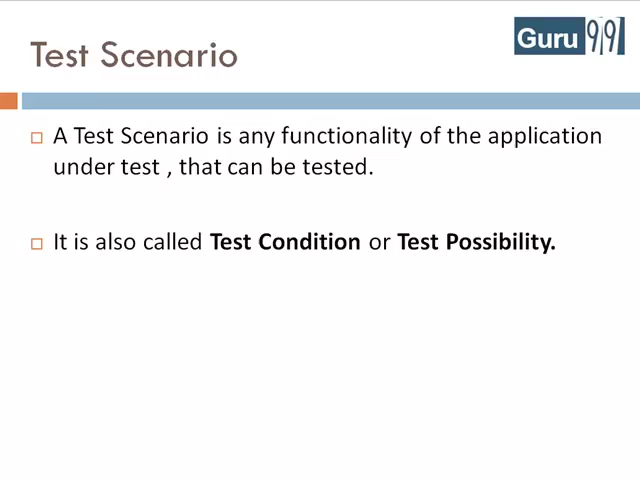 Test Scenario
Guru99
A Test Scenario is any functionality of the application
under test , that can be tested.
It is also called Test Condition or Test Possibility.